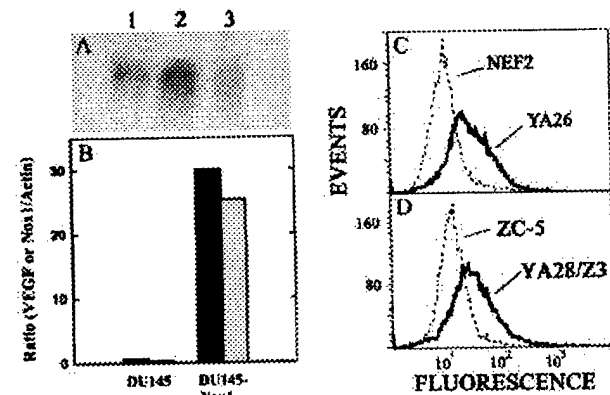 A
1 2 3
B
Ratio (VEGF or Nox1/Actin)
30
20
10
0
DU145
DU145-
Nox1
C
160
80
NEF2
YA26
EVENTS
D
160
80
ZC-5
YA28/Z3
10¹ 10² 10³
FLUORESCENCE